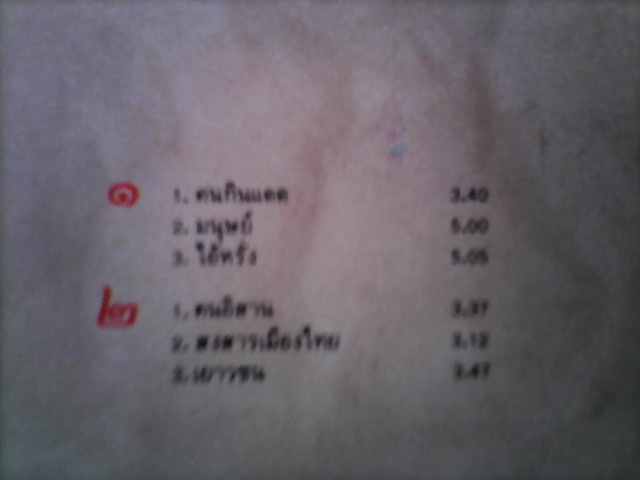 ๑ 1. คนกินแดด 3.40
2. มนุษย์ 5.00
3. ไอ้หรั่ง 5.05
๒ 1. คนอีสาน 3.37
2. สงสารเมืองไทย 3.12
3. เยาวชน 3.47